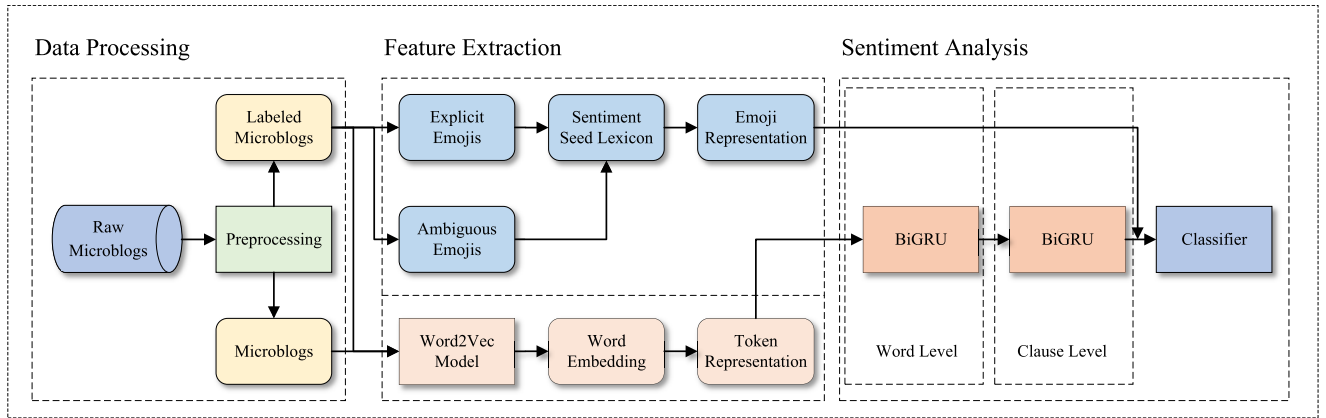 Data Processing
Feature Extraction
Sentiment Analysis
Labeled
Microblogs
Explicit
Emojis
Sentiment
Seed Lexicon
Emoji
Representation
Raw
Microblogs
Preprocessing
Ambiguous
Emojis
BiGRU
BiGRU
Classifier
Microblogs
Word2Vec
Model
Word
Embedding
Token
Representation
Word Level
Clause Level